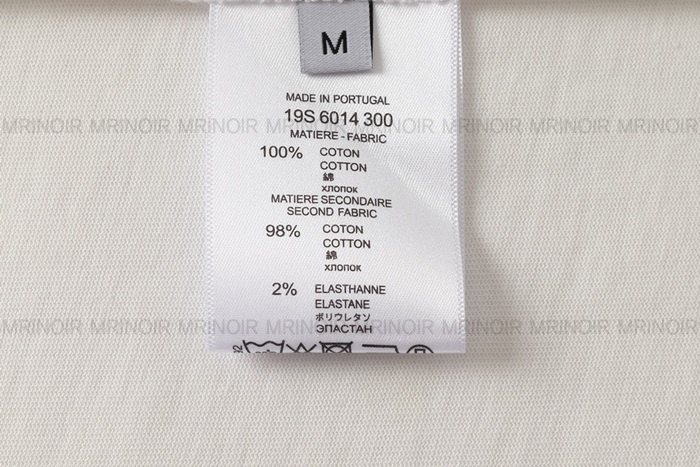 M
MADE IN PORTUGAL
19S 6014 300
MRINOIR MRINOIR MRINOIR MRINOIR MRINOIR MRINOIR MRINOIR MRINOIR
MATIERE - FABRIC
100% COTON
COTTON
綿
хлопок
MATIERE SECONDAIRE
SECOND FABRIC
98% COTON
COTTON
綿
хлопок
2% ELASTHANNE
ELASTANE
ポリウレタン
MRINOIR MRINOIR MRINOIR MRINOIR MRINOIR MRINOIR MRINOIR MRINOIR
ЭПАСТАН